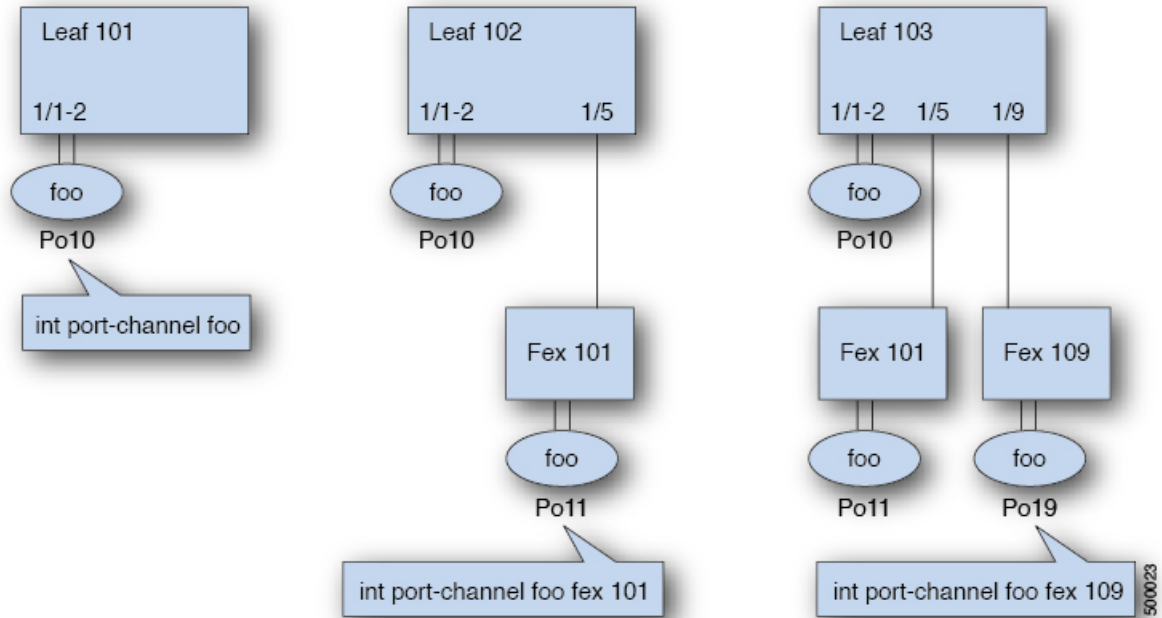 Leaf 101
1/1-2
foo
Po10
int port-channel foo
Leaf 102
1/1-2
1/5
foo
Po10
Fex 101
foo
Po11
int port-channel foo fex 101
Leaf 103
1/1-2
1/5
1/9
foo
Po10
Fex 101
foo
Po11
Fex 109
foo
Po19
int port-channel foo fex 109
500023